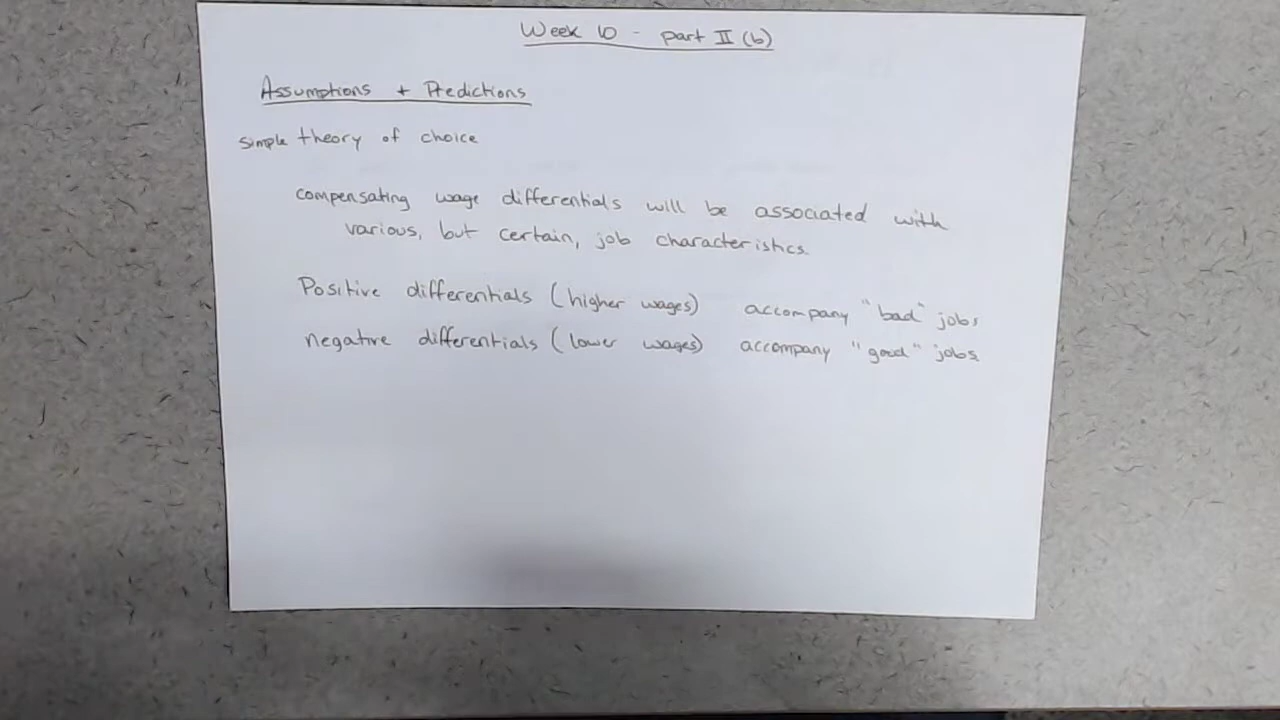 Week 10 - part II (b)
Assumptions + Predictions
simple theory of choice
compensating wage differentials will be associated with
various, but certain, job characteristics.
Positive differentials (higher wages) accompany "bad" jobs
negative differentials (lower wages) accompany "good" jobs.